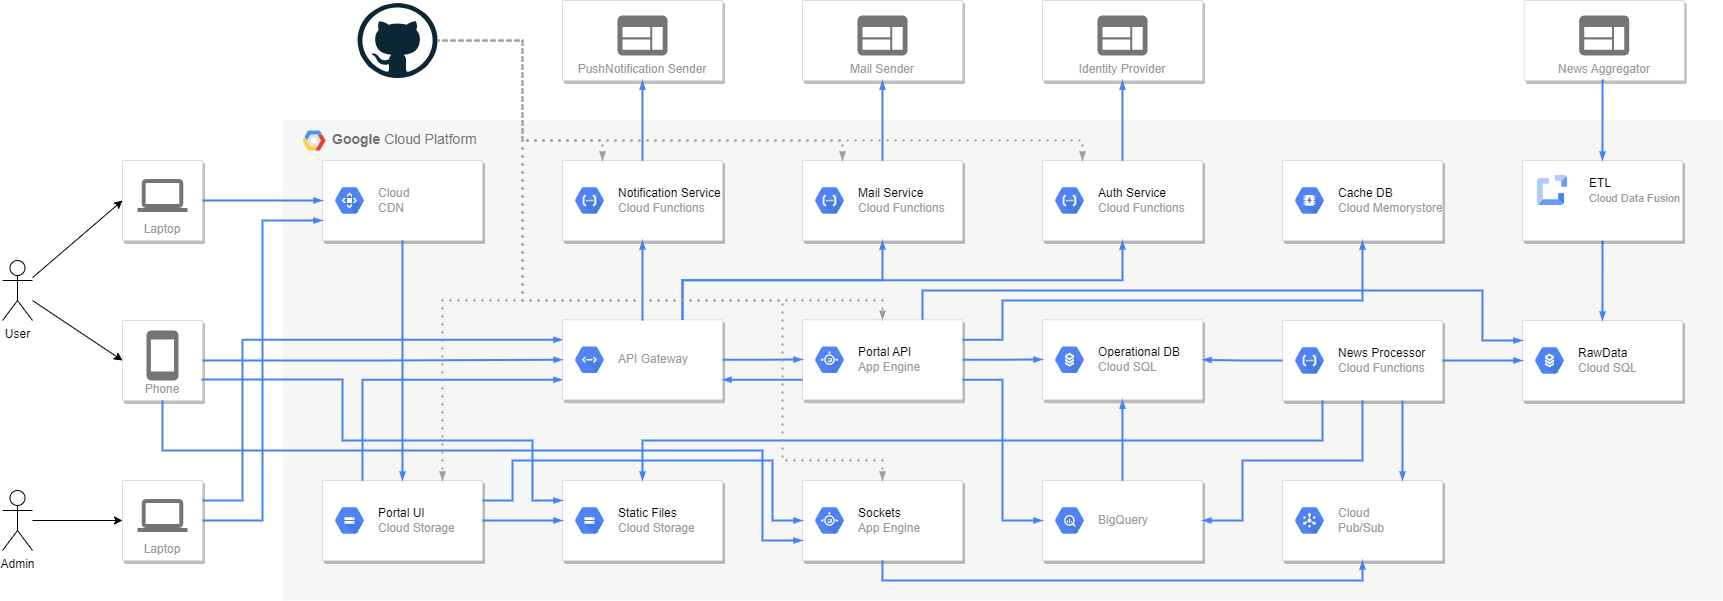 PushNotification Sender
Mail Sender
Identity Provider
News Aggregator
Google Cloud Platform
Laptop
Cloud
CDN
Notification Service
Cloud Functions
Mail Service
Cloud Functions
Auth Service
Cloud Functions
Cache DB
Cloud Memorystore
ETL
Cloud Data Fusion
User
Phone
API Gateway
Portal API
App Engine
Operational DB
Cloud SQL
News Processor
Cloud Functions
RawData
Cloud SQL
Admin
Laptop
Portal UI
Cloud Storage
Static Files
Cloud Storage
Sockets
App Engine
BigQuery
Cloud
Pub/Sub